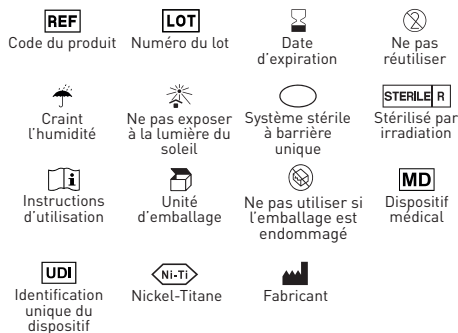 REF
LOT
2
Code du produit
Numéro du lot
Date
d'expiration
Ne pas
réutiliser
STERILE R
Craint
l'humidité
Ne pas exposer
à la lumière du
soleil
Système stérile
à barrière
unique
Stérilisé par
irradiation
i
MD
Instructions
d'utilisation
Unité
d'emballage
Ne pas utiliser si
l'emballage est
endommagé
Dispositif
médical
UDI
Ni-Ti
Identification
unique du
dispositif
Nickel-Titane
Fabricant